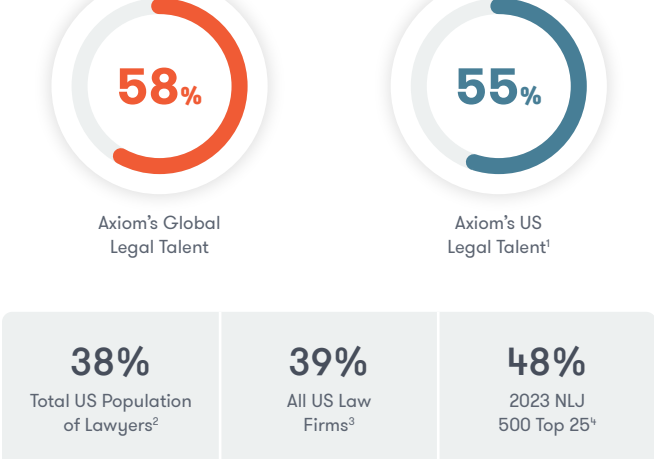 58%
55%
Axiom's Global
Legal Talent
Axiom's US
Legal Talent¹
38%
Total US Population
of Lawyers²
39%
All US Law
Firms³
48%
2023 NLJ
500 Top 25⁴